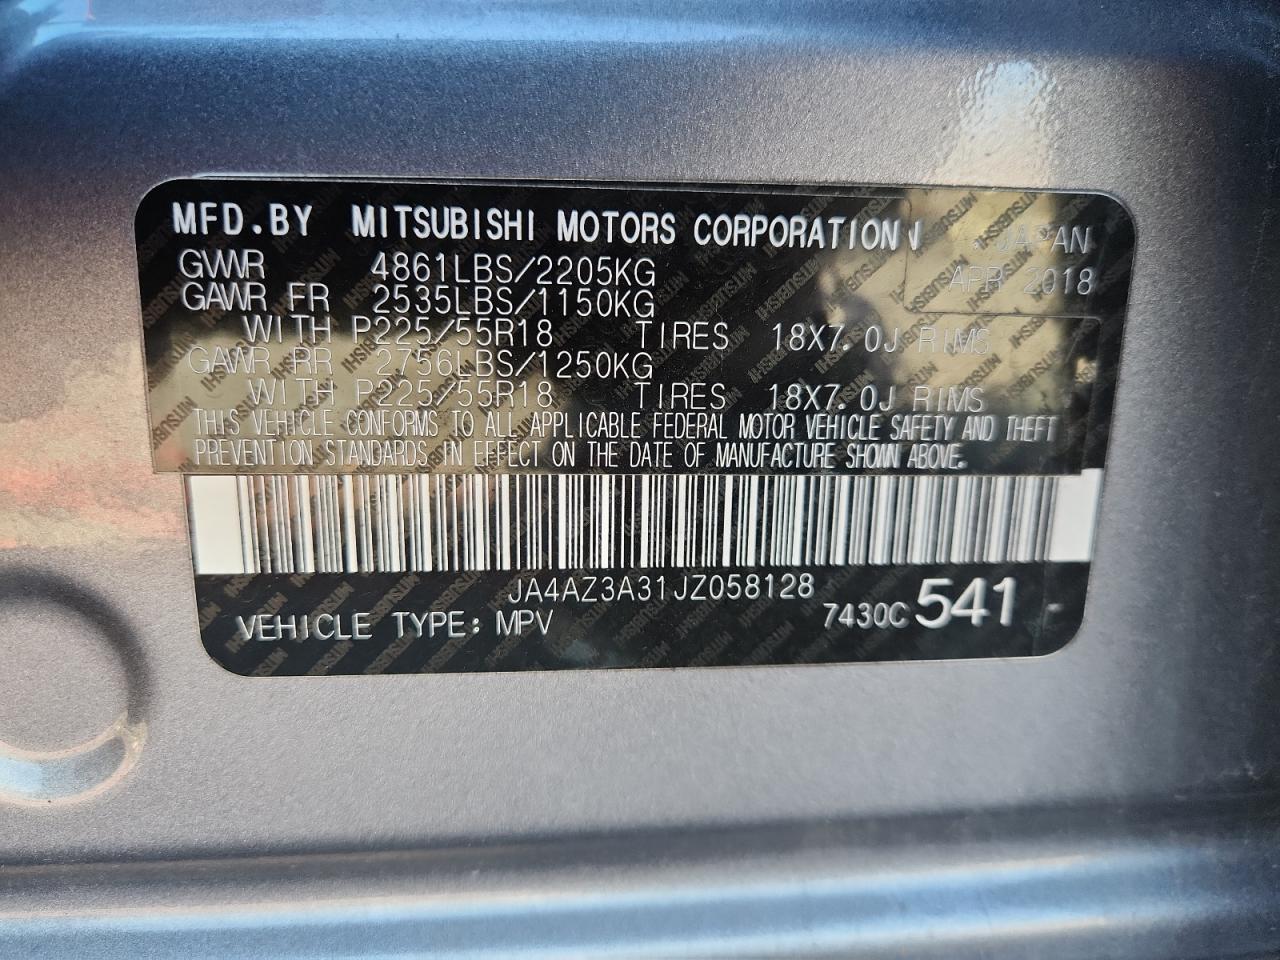 MFD.BY MITSUBISHI MOTORS CORPORATION JAPAN
GVWR 4861LBS/2205KG APR 2018
GAWR FR 2535LBS/1150KG
WITH P225/55R18 TIRES 18X7.0J RIMS
GAWR RR 2756LBS/1250KG
WITH P225/55R18 TIRES 18X7.0J RIMS
THIS VEHICLE CONFORMS TO ALL APPLICABLE FEDERAL MOTOR VEHICLE SAFETY AND THEFT
PREVENTION STANDARDS IN EFFECT ON THE DATE OF MANUFACTURE SHOWN ABOVE.
JA4AZ3A31JZ058128
VEHICLE TYPE: MPV 7430C 541